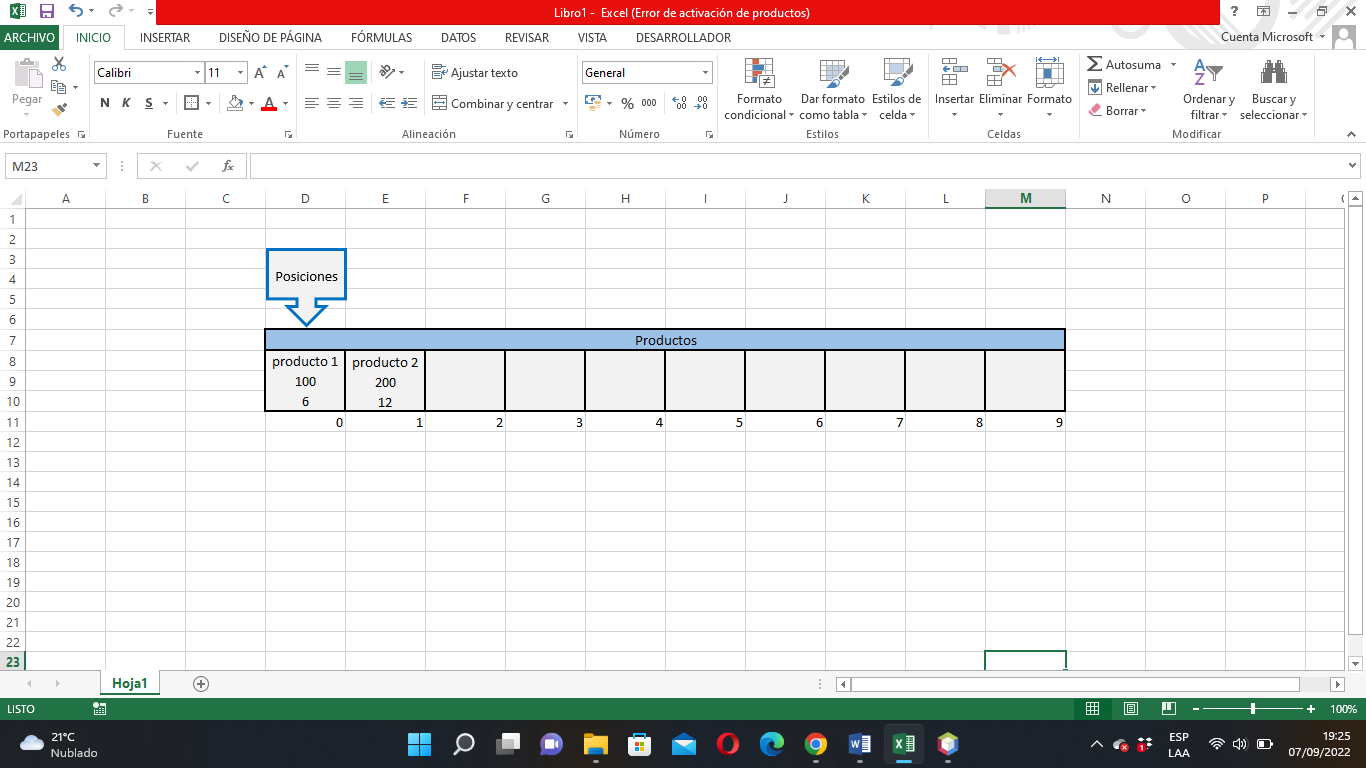 Libro1 - Excel (Error de activación de productos)
ARCHIVO INICIO INSERTAR DISEÑO DE PÁGINA FÓRMULAS DATOS REVISAR VISTA DESARROLLADOR Cuenta Microsoft
Pegar
Portapapeles
Calibri 11
N K S
Fuente
Ajustar texto
Combinar y centrar
Alineación
General
% 000
Número
Formato condicional
Dar formato como tabla
Estilos de celda
Estilos
Insertar Eliminar Formato
Celdas
Autosuma
Rellenar
Borrar
Ordenar y filtrar
Buscar y seleccionar
Modificar
M23 fx
A B C D E F G H I J K L M N O P
1
2
3
4
5
6
7
8
9
10
11
12
13
14
15
16
17
18
19
20
21
22
23
Posiciones
Productos
producto 1 producto 2
100 200
6 12
0 1 2 3 4 5 6 7 8 9
Hoja1
LISTO 100%
21°C
Nublado
ESP
LAA
19:25
07/09/2022